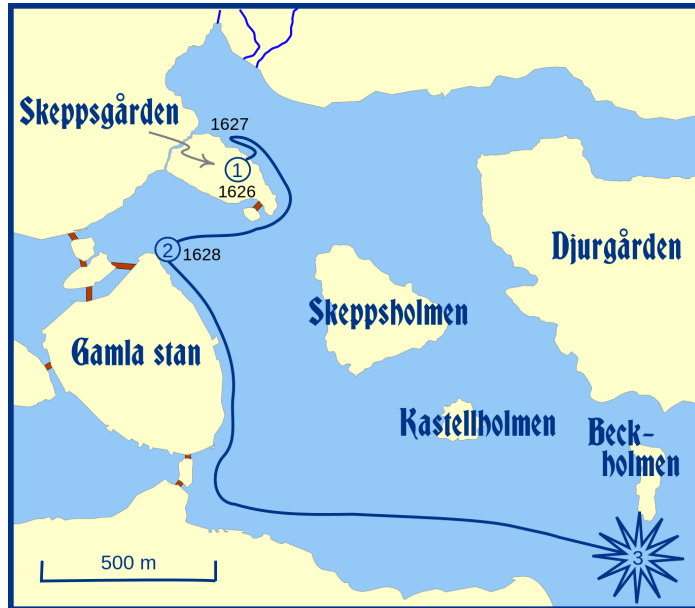 Skeppsgården
1627
1
1626
2
1628
Djurgården
Skeppsholmen
Gamla stan
Kastellholmen
Beck-
holmen
500 m
3